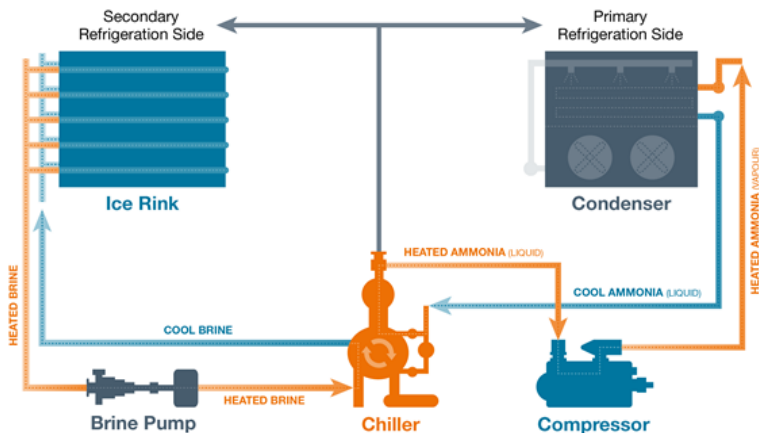 Secondary
Refrigeration Side
Primary
Refrigeration Side
Ice Rink
Condenser
HEATED AMMONIA (VAPOUR)
HEATED AMMONIA (LIQUID)
COOL AMMONIA (LIQUID)
HEATED BRINE
COOL BRINE
HEATED BRINE
Brine Pump
Chiller
Compressor